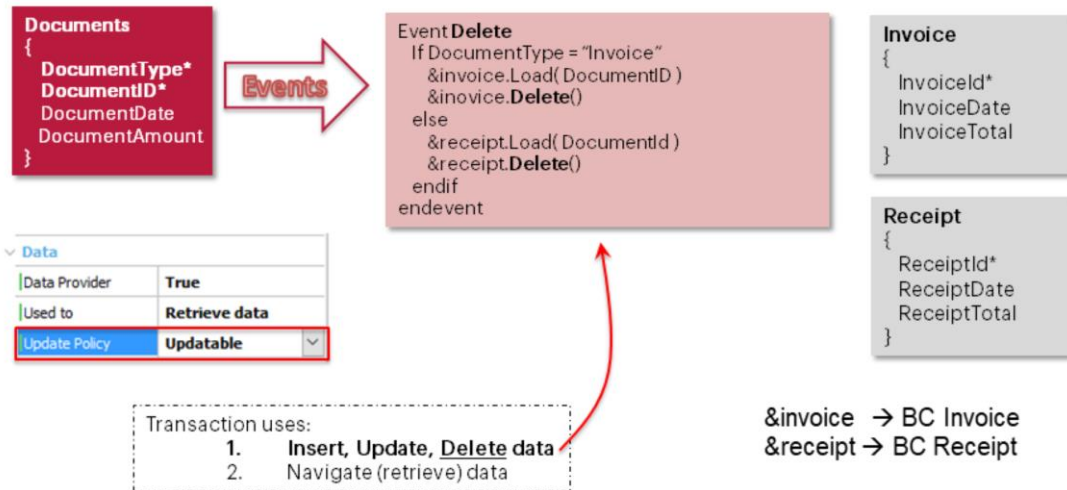 Documents
{
DocumentType*
DocumentID*
DocumentDate
DocumentAmount
}
Events
Event Delete
If DocumentType = "Invoice"
&invoice.Load( DocumentID )
&inovice.Delete()
else
&receipt.Load( DocumentId )
&receipt.Delete()
endif
endevent
Invoice
{
InvoiceId*
InvoiceDate
InvoiceTotal
}
Receipt
{
ReceiptId*
ReceiptDate
ReceiptTotal
}
Data
Data Provider True
Used to Retrieve data
Update Policy Updatable
Transaction uses:
1. Insert, Update, Delete data
2. Navigate (retrieve) data
&invoice → BC Invoice
&receipt → BC Receipt